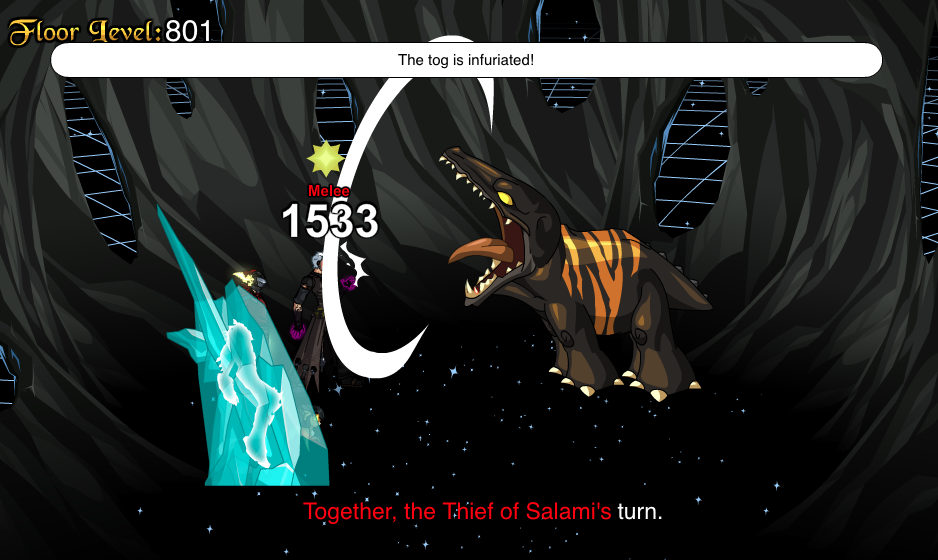 Floor Level: 801
The tog is infuriated!
Melee
1533
Together, the Thief of Salami's turn.